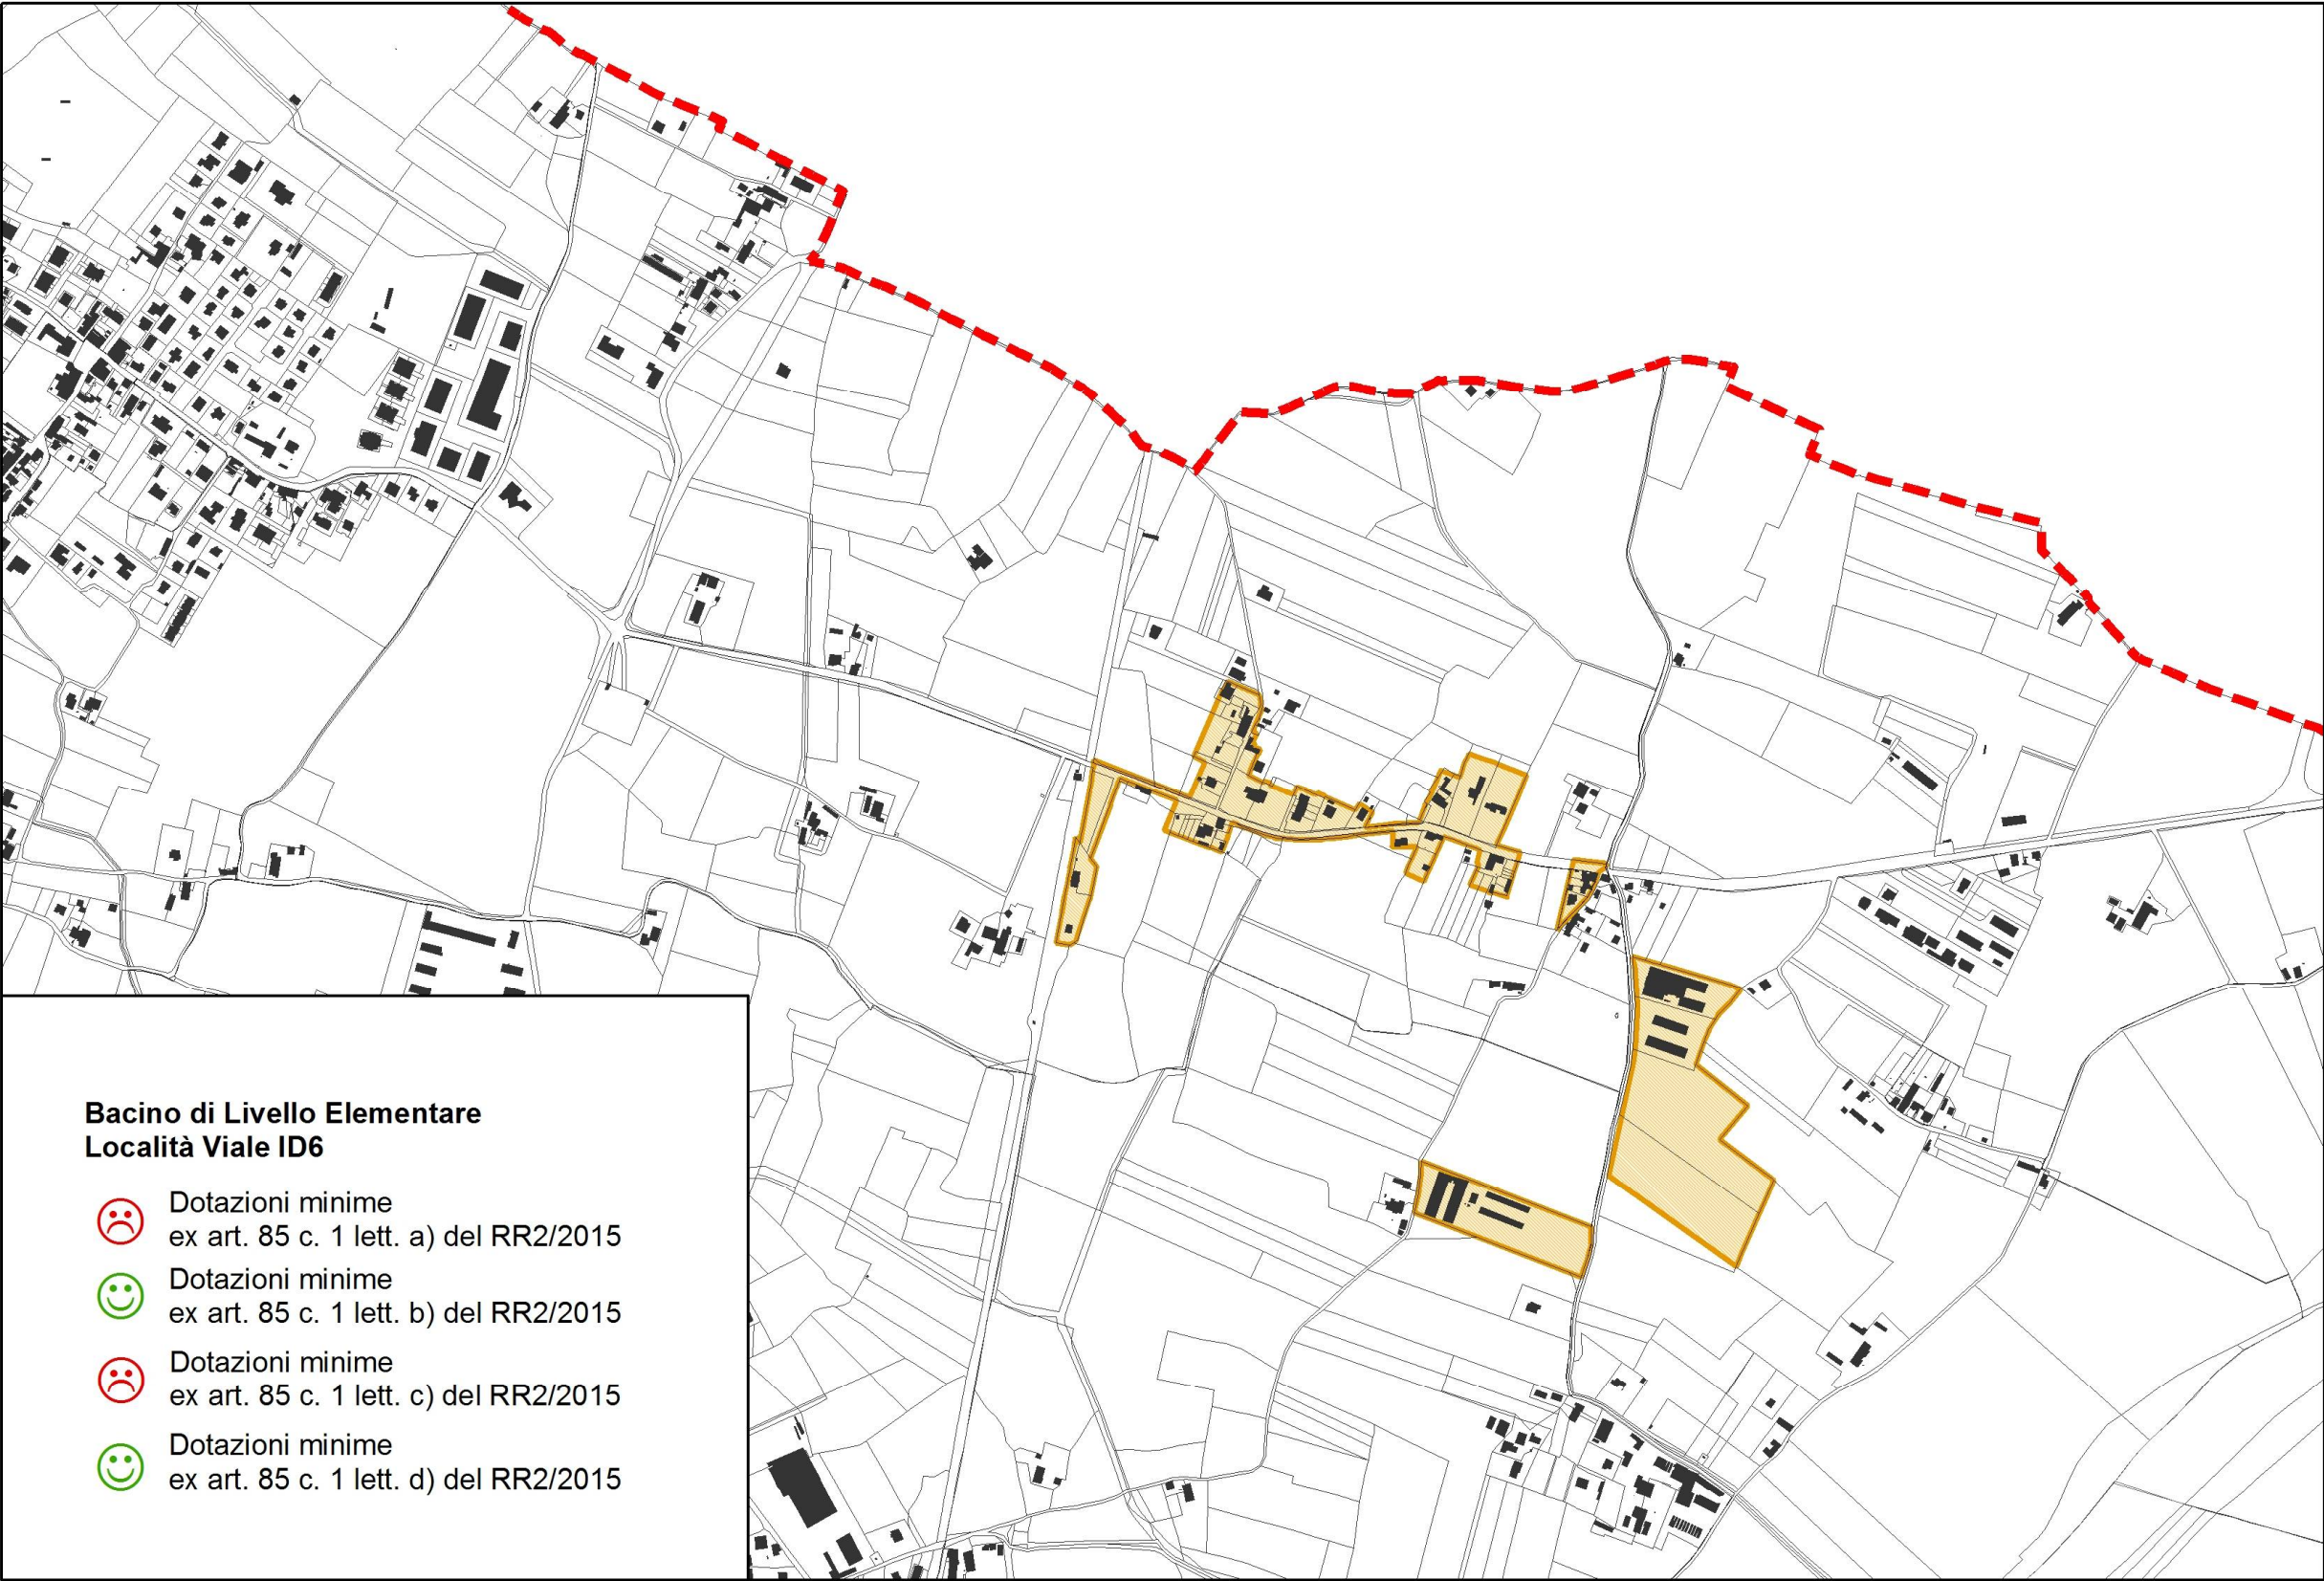 Bacino di Livello Elementare
Località Viale ID6
Dotazioni minime
ex art. 85 c. 1 lett. a) del RR2/2015
Dotazioni minime
ex art. 85 c. 1 lett. b) del RR2/2015
Dotazioni minime
ex art. 85 c. 1 lett. c) del RR2/2015
Dotazioni minime
ex art. 85 c. 1 lett. d) del RR2/2015